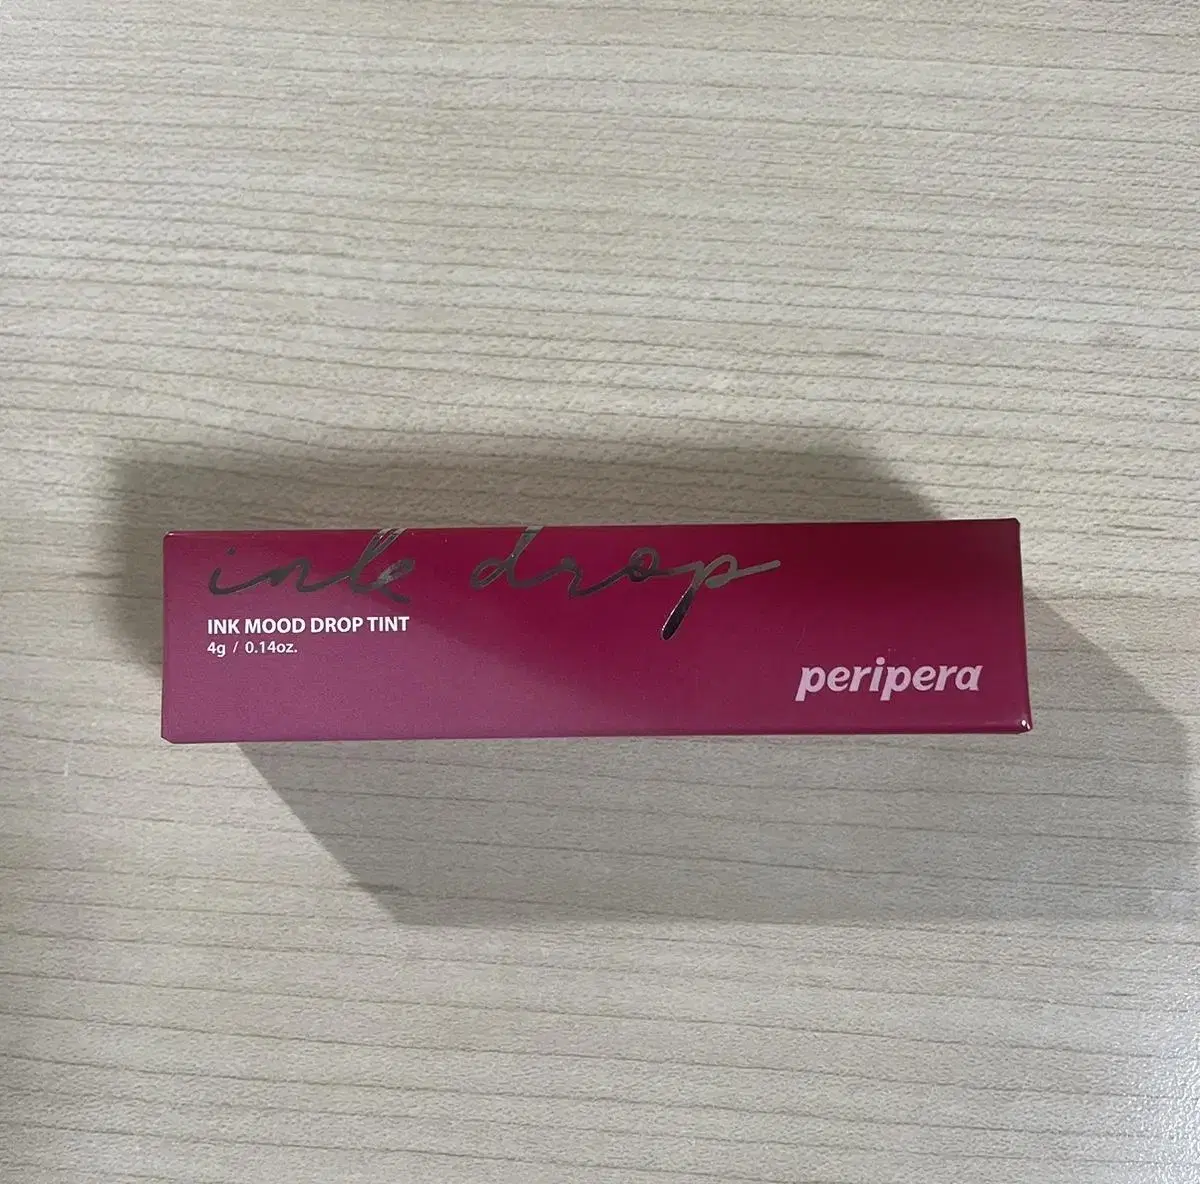 ink drop
INK MOOD DROP TINT
4g / 0.14oz.
peripera